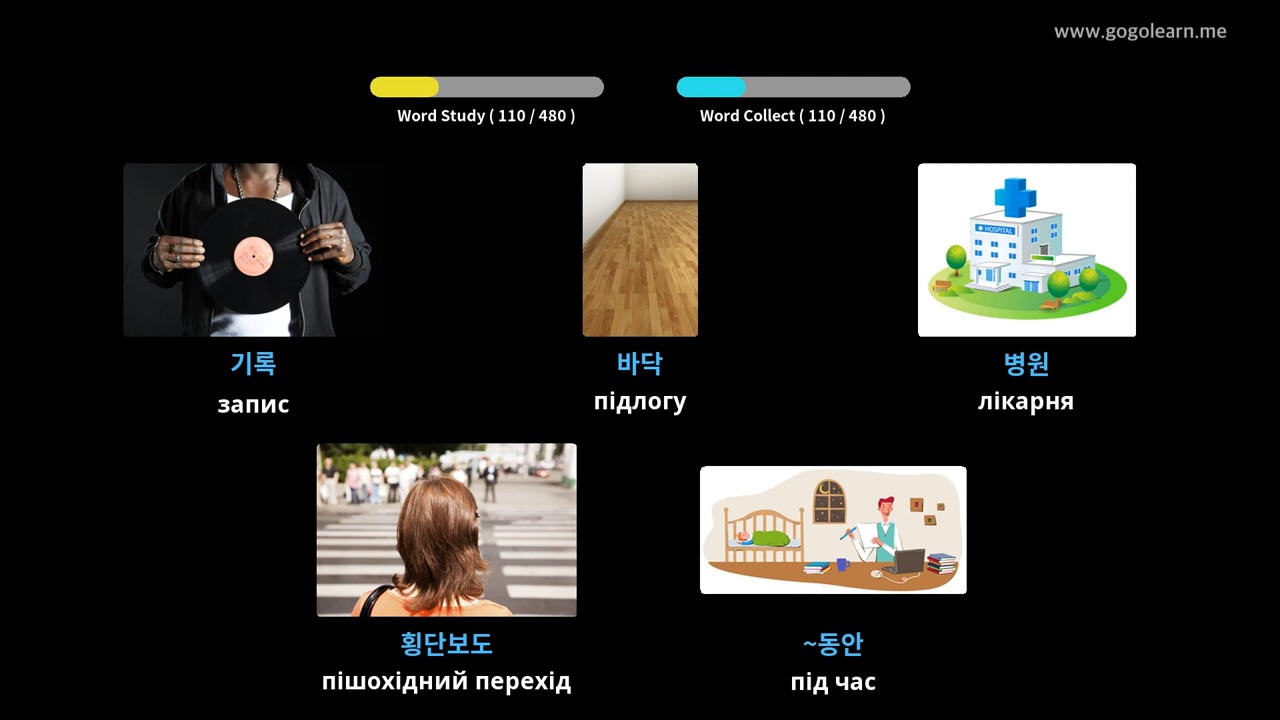 www.gogolearn.me
Word Study ( 110 / 480 )
Word Collect ( 110 / 480 )
HOSPITAL
기록
запис
바닥
підлогу
병원
лікарня
횡단보도
пішохідний перехід
~동안
під час